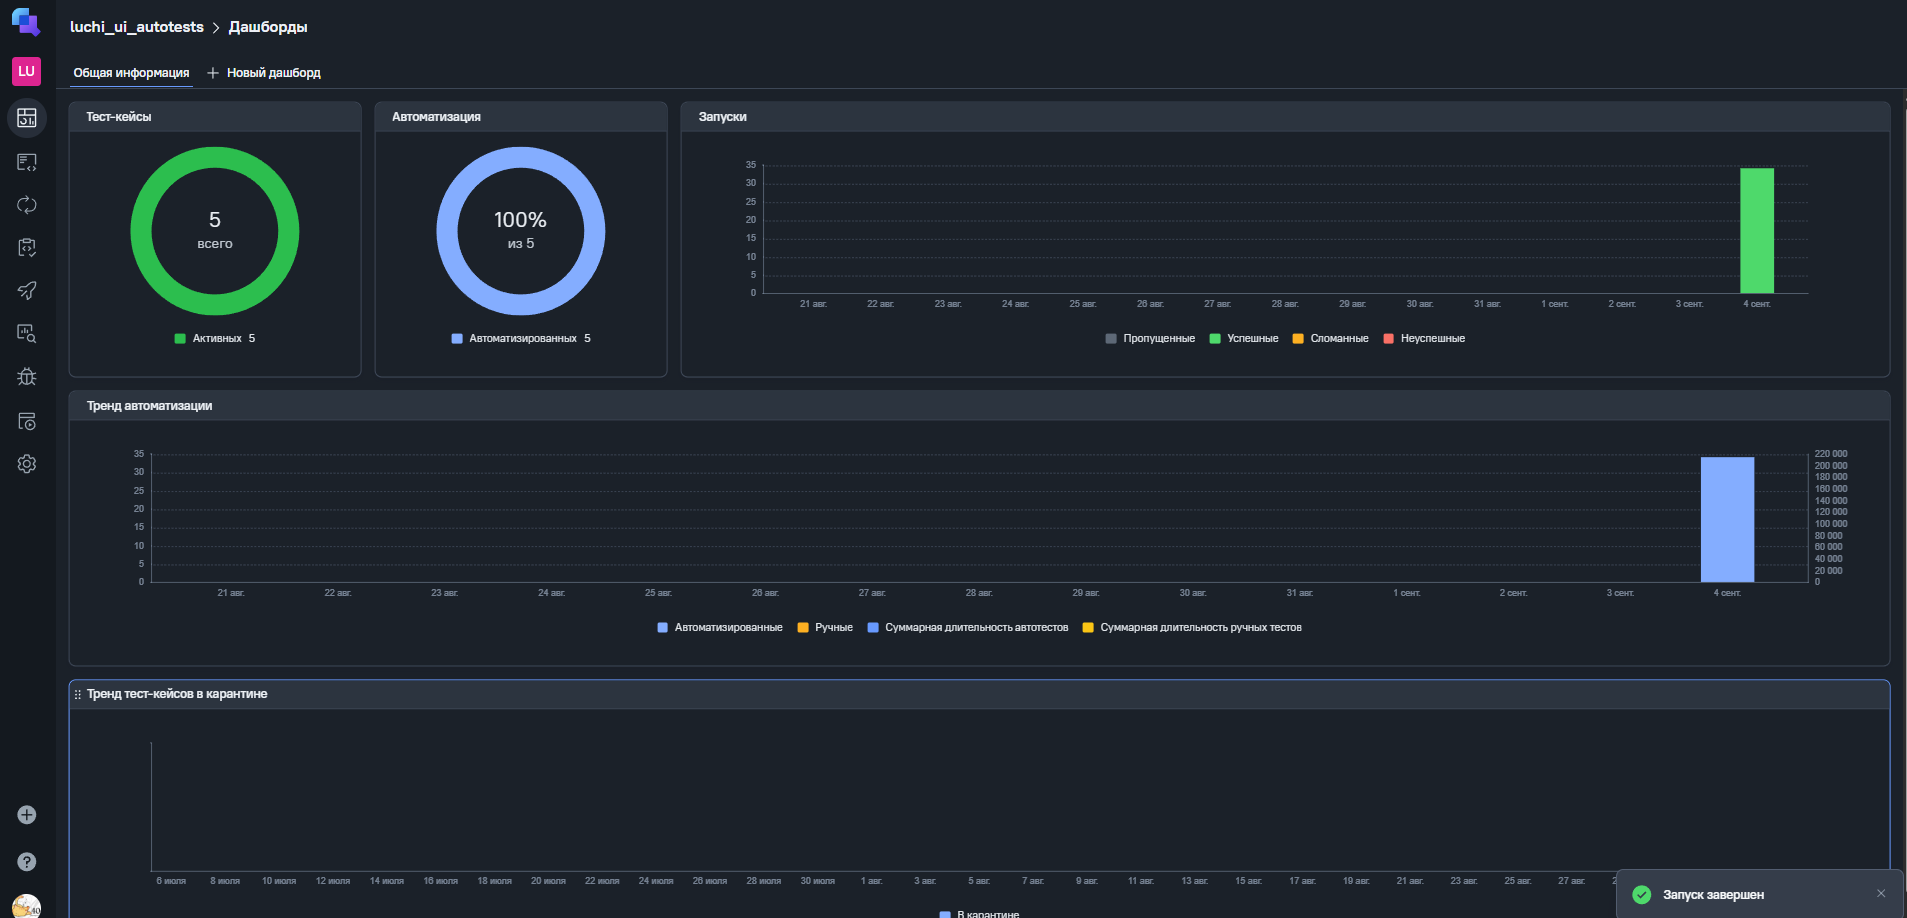 luchi_ui_autotests > Дашборды
LU
Общая информация + Новый дашборд
Тест-кейсы
5
всего
Активных 5
Автоматизация
100%
из 5
Автоматизированных 5
Запуски
35
30
25
20
15
10
5
0
21 авг. 22 авг. 23 авг. 24 авг. 25 авг. 26 авг. 27 авг. 28 авг. 29 авг. 30 авг. 31 авг. 1 сент. 2 сент. 3 сент. 4 сент.
Пропущенные Успешные Сломанные Неуспешные
Тренд автоматизации
35
30
25
20
15
10
5
0
220 000
200 000
180 000
160 000
140 000
120 000
100 000
80 000
60 000
40 000
20 000
0
21 авг. 22 авг. 23 авг. 24 авг. 25 авг. 26 авг. 27 авг. 28 авг. 29 авг. 30 авг. 31 авг. 1 сент. 2 сент. 3 сент. 4 сент.
Автоматизированные Ручные Суммарная длительность автотестов Суммарная длительность ручных тестов
Тренд тест-кейсов в карантине
6 июля 8 июля 10 июля 12 июля 14 июля 16 июля 18 июля 20 июля 22 июля 24 июля 26 июля 28 июля 30 июля 1 авг. 3 авг. 5 авг. 7 авг. 9 авг. 11 авг. 13 авг. 15 авг. 17 авг. 19 авг. 21 авг. 23 авг. 25 авг. 27 авг.
В карантине
Запуск завершен